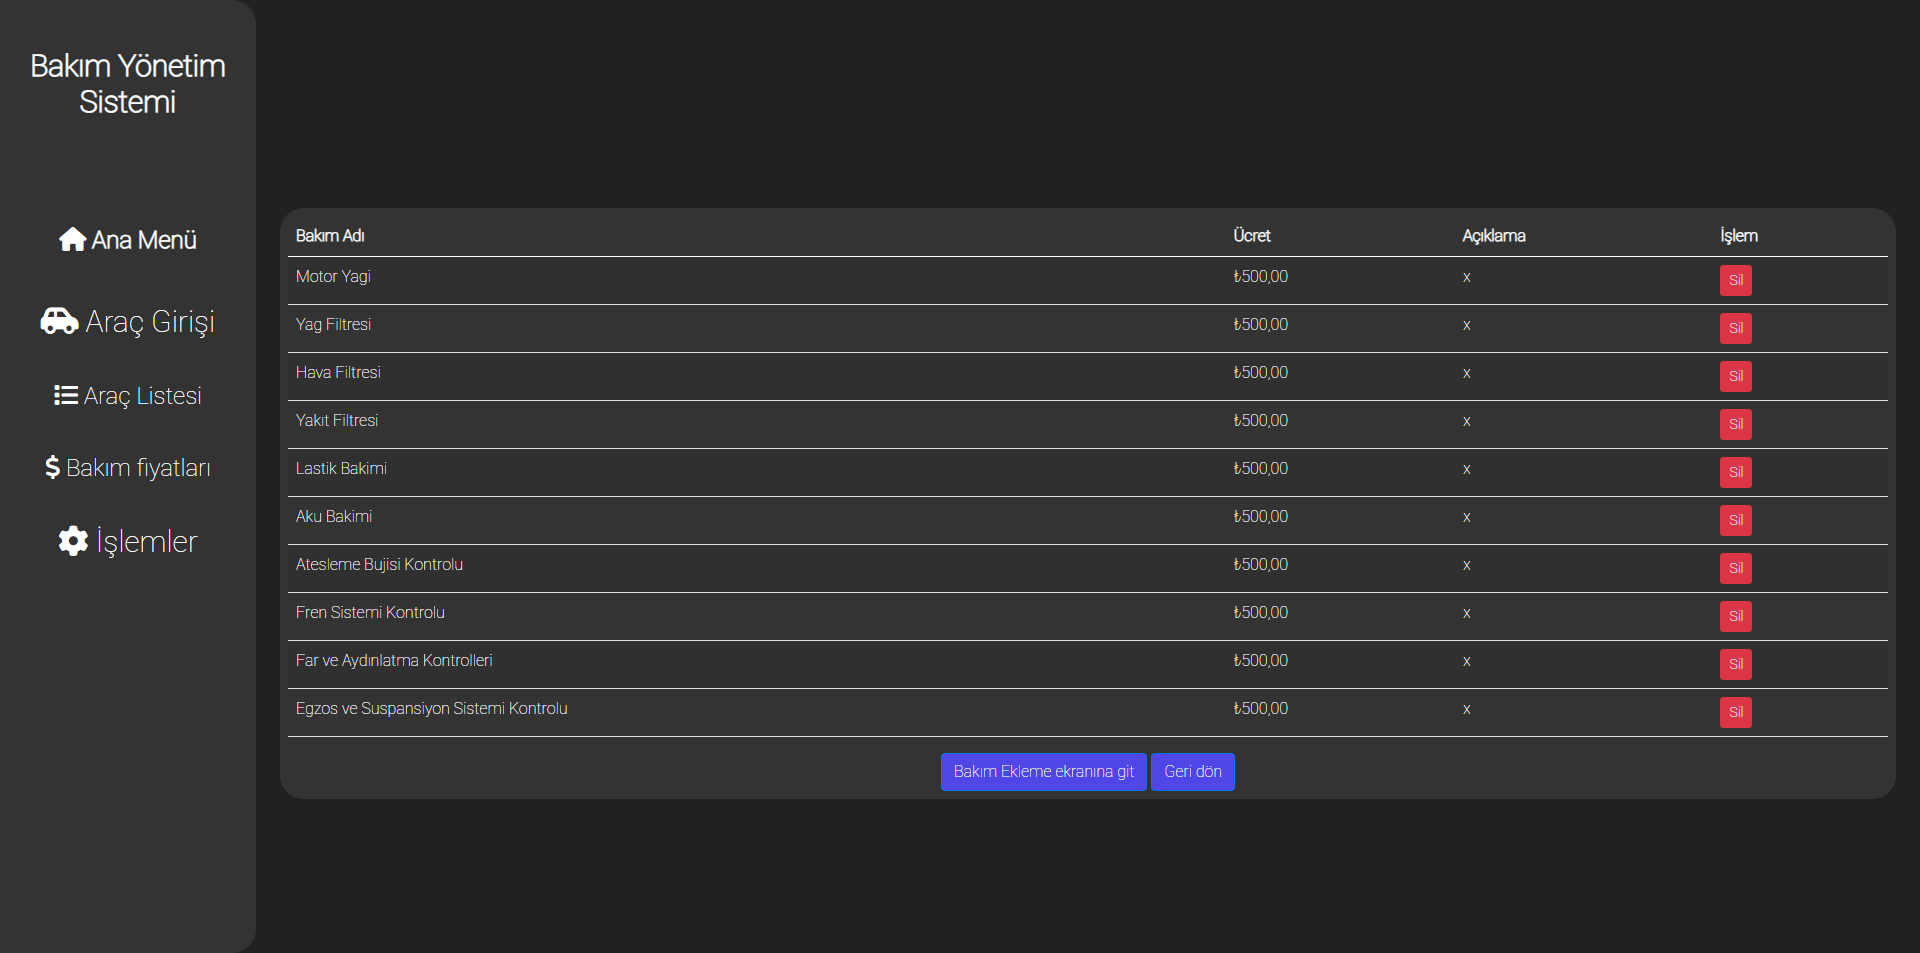 Bakım Yönetim
Sistemi
Ana Menü
Araç Girişi
Araç Listesi
Bakım fiyatları
İşlemler
Bakım Adı Ücret Açıklama İşlem
Motor Yagi ₺500,00 x Sil
Yag Filtresi ₺500,00 x Sil
Hava Filtresi ₺500,00 x Sil
Yakıt Filtresi ₺500,00 x Sil
Lastik Bakimi ₺500,00 x Sil
Aku Bakimi ₺500,00 x Sil
Atesleme Bujisi Kontrolu ₺500,00 x Sil
Fren Sistemi Kontrolu ₺500,00 x Sil
Far ve Aydınlatma Kontrolleri ₺500,00 x Sil
Egzos ve Suspansiyon Sistemi Kontrolu ₺500,00 x Sil
Bakım Ekleme ekranına git Geri dön